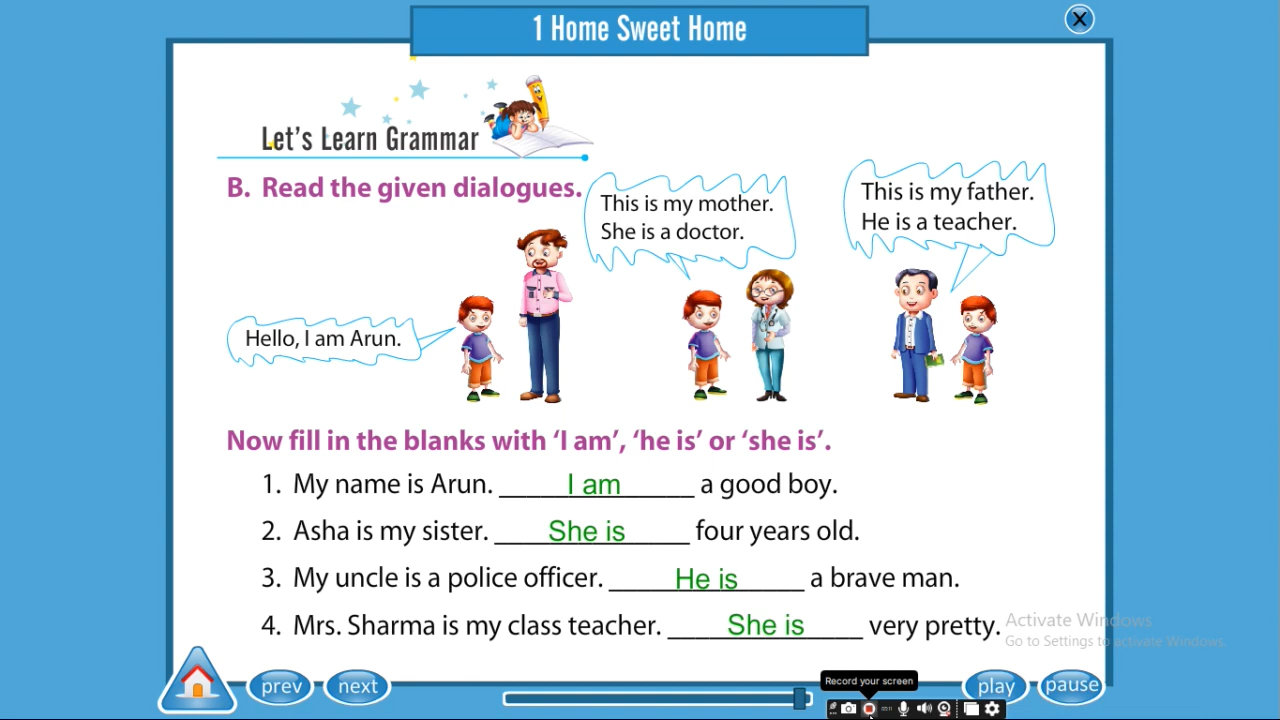 1 Home Sweet Home
Let's Learn Grammar
B. Read the given dialogues.
This is my mother.
She is a doctor.
This is my father.
He is a teacher.
Hello, I am Arun.
Now fill in the blanks with ‘I am’, ‘he is’ or ‘she is’.
1. My name is Arun. I am a good boy.
2. Asha is my sister. She is four years old.
3. My uncle is a police officer. He is a brave man.
4. Mrs. Sharma is my class teacher. She is very pretty.
Activate Windows
Go to Settings to activate Windows.
prev
next
Record your screen
play
pause